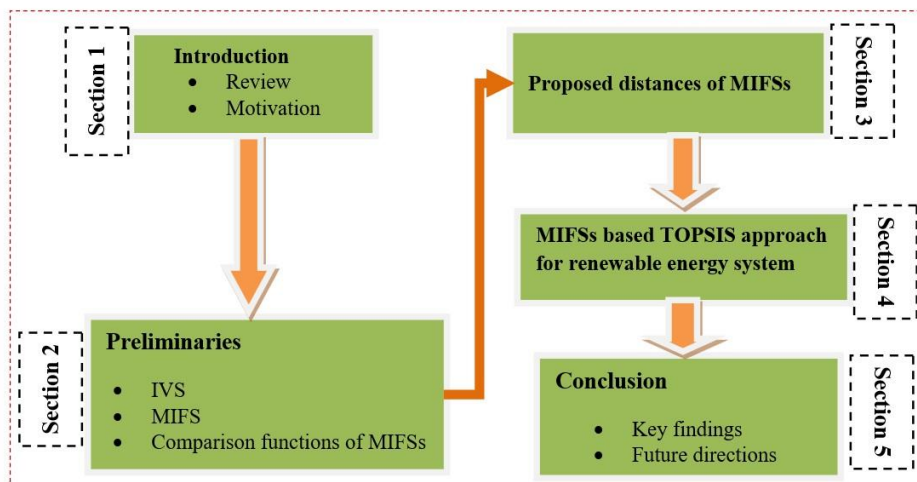 Section 1
Introduction
• Review
• Motivation
Section 2
Preliminaries
• IVS
• MIFS
• Comparison functions of MIFSs
Proposed distances of MIFSs
Section 3
MIFSs based TOPSIS approach
for renewable energy system
Section 4
Conclusion
• Key findings
• Future directions
Section 5